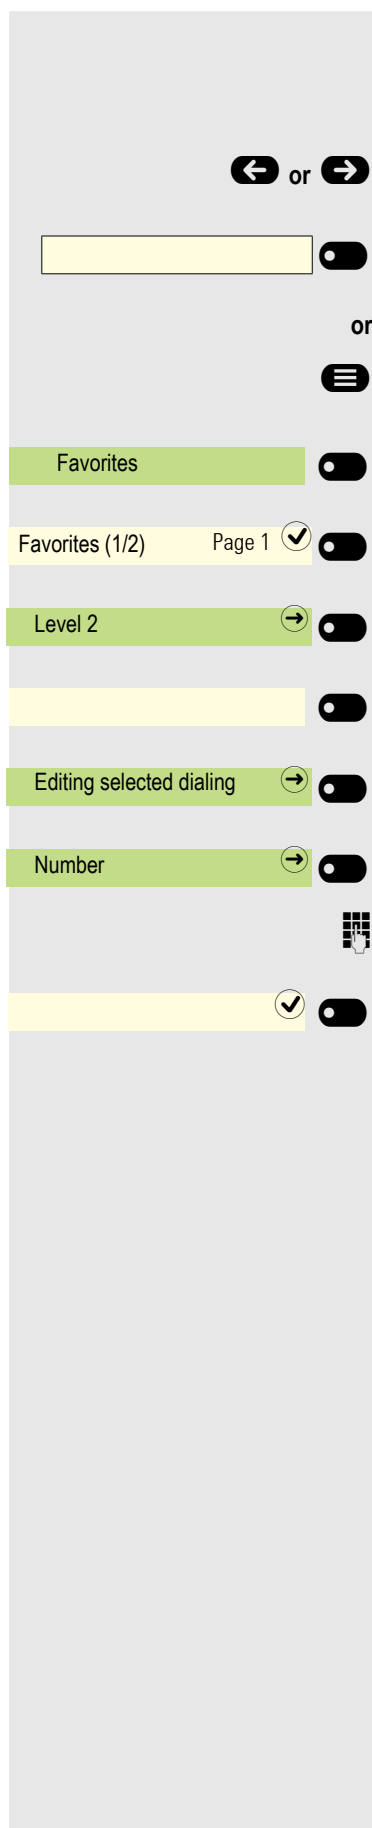 or
or
Favorites
Favorites (1/2) Page 1
Level 2
Editing selected dialing
Number